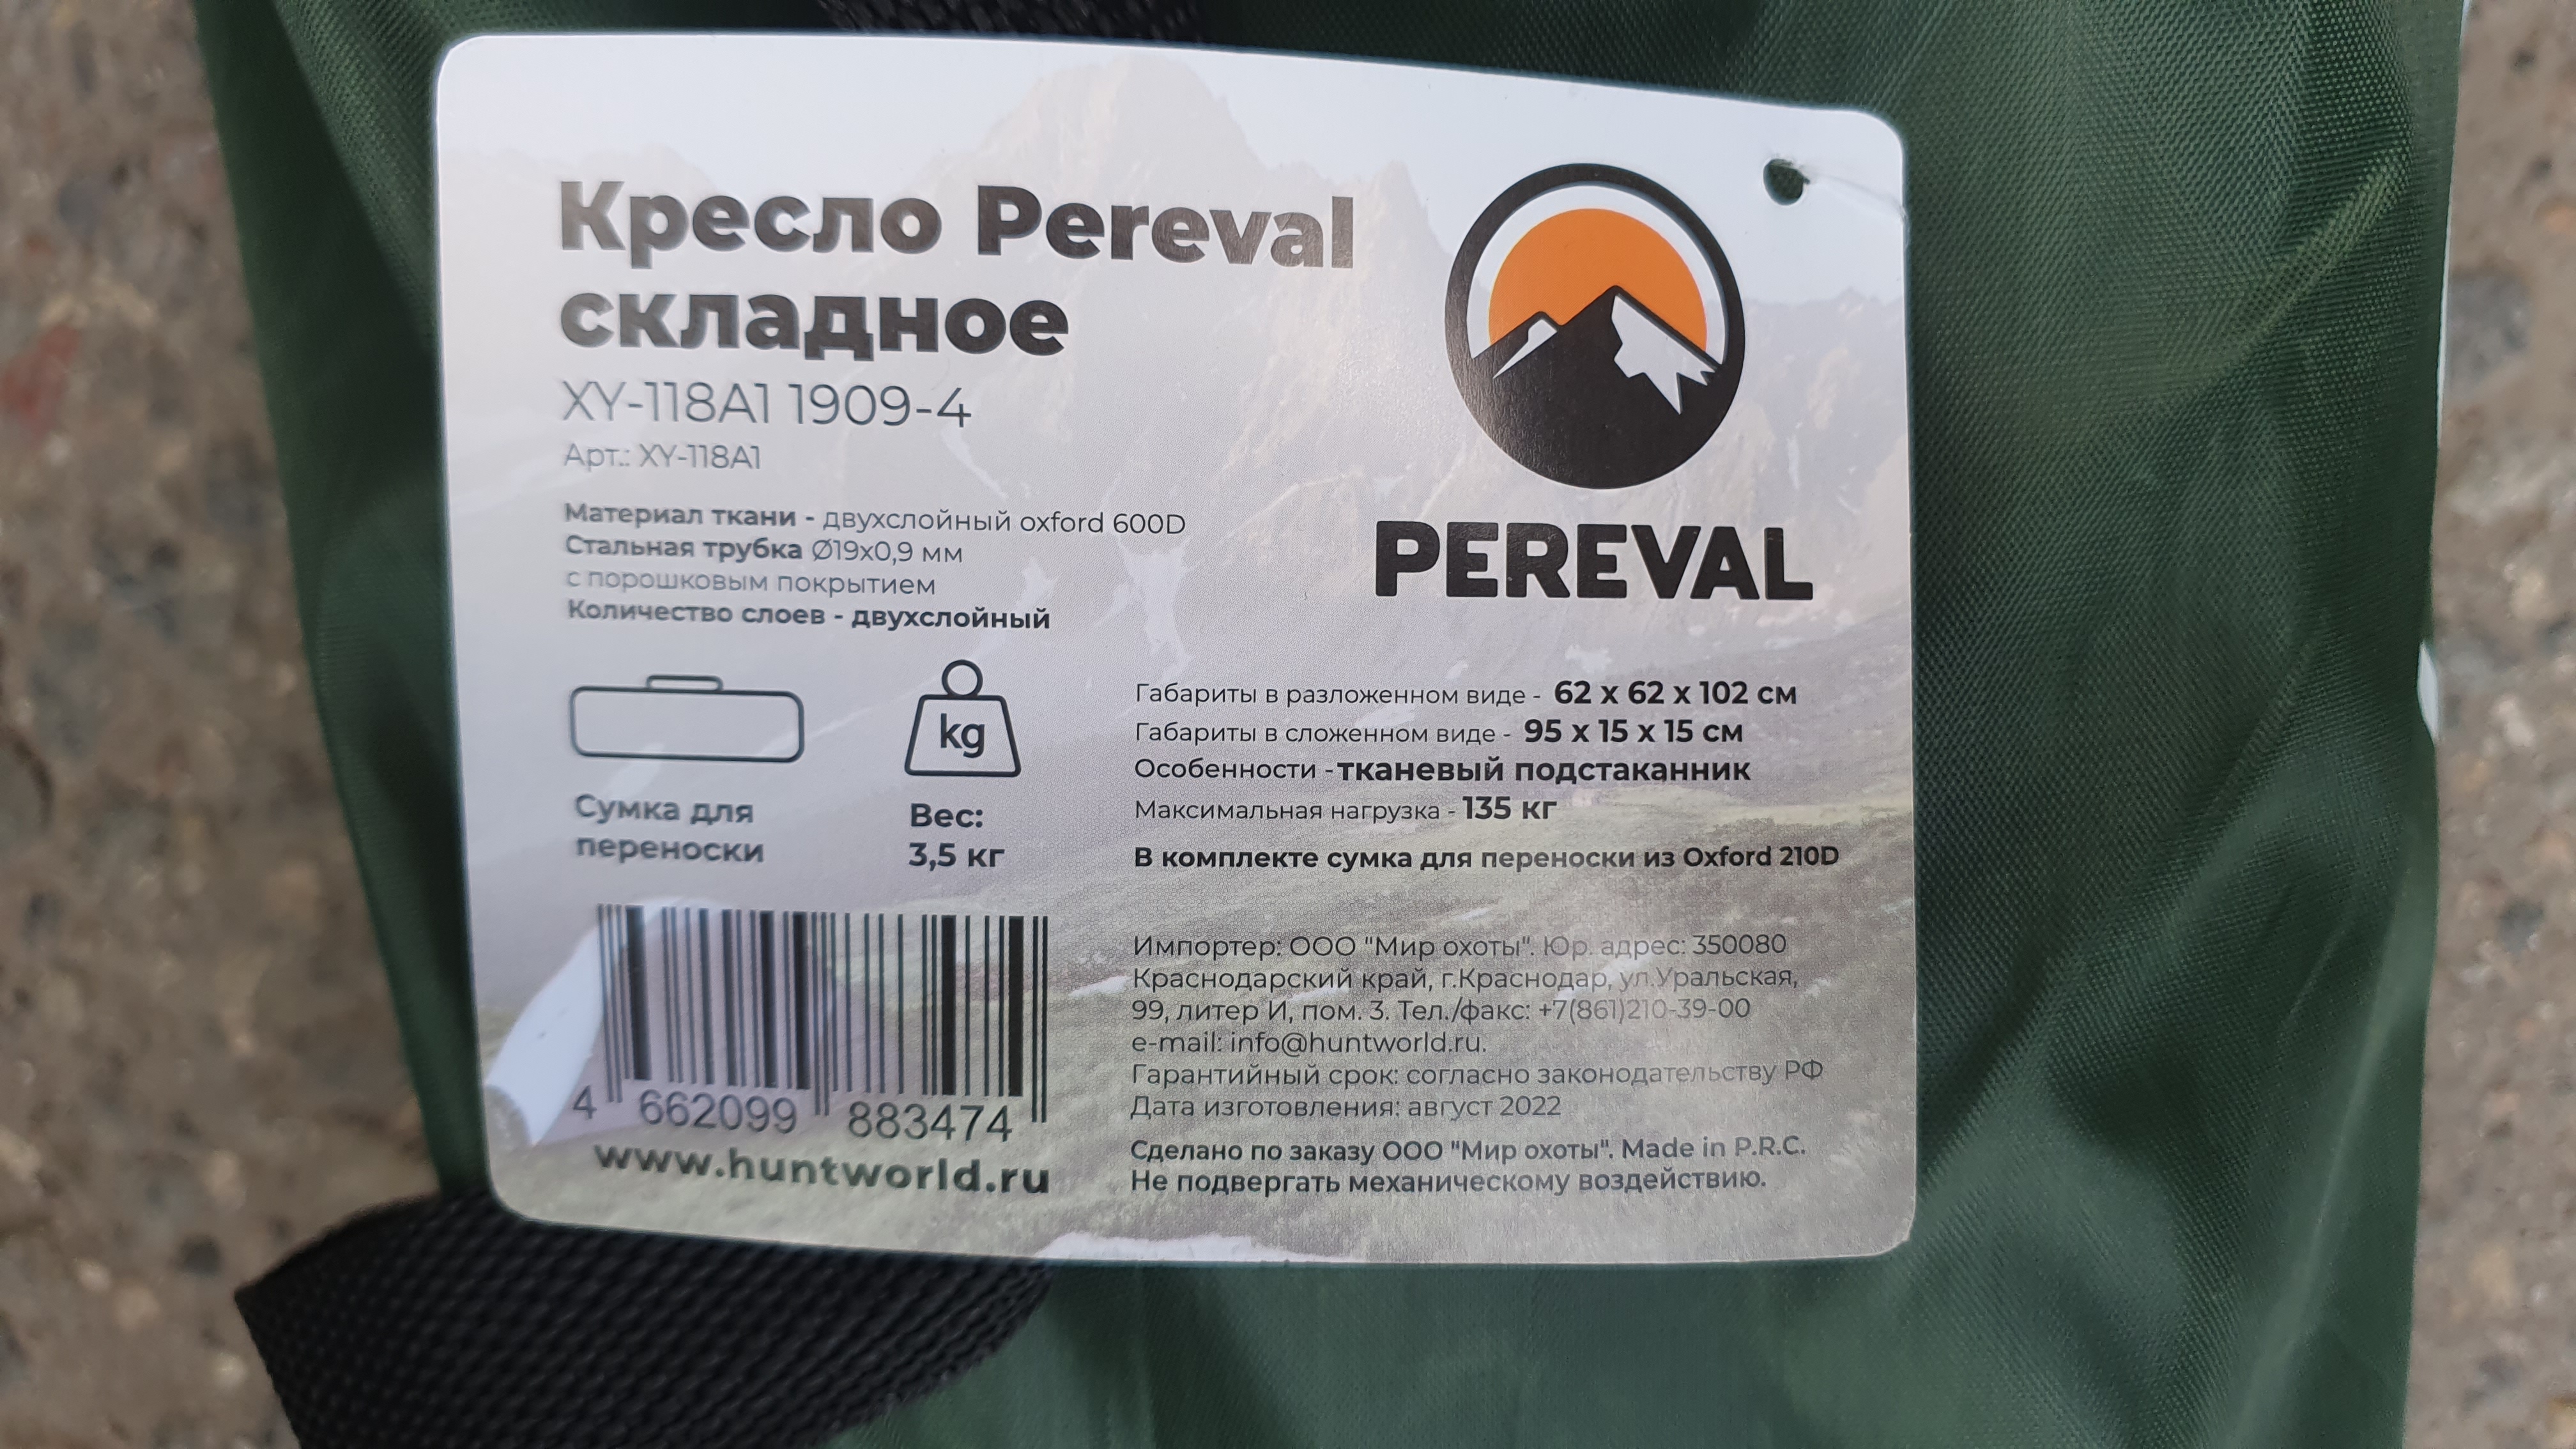 Кресло Pereval
складное
XY-118A1 1909-4
Арт.: XY-118A1
Материал ткани - двухслойный oxford 600D
Стальная трубка Ø19x0,9 мм
с порошковым покрытием
Количество слоев - двухслойный
PEREVAL
kg
Сумка для
переноски
Вес:
3,5 кг
Габариты в разложенном виде - 62 x 62 x 102 см
Габариты в сложенном виде - 95 x 15 x 15 см
Особенности -тканевый подстаканник
Максимальная нагрузка - 135 кг
В комплекте сумка для переноски из Oxford 210D
4 662099 883474
www.huntworld.ru
Импортер: ООО "Мир охоты". Юр. адрес: 350080
Краснодарский край, г.Краснодар, ул.Уральская,
99, литер И, пом. 3. Тел./факс: +7(861)210-39-00
e-mail: info@huntworld.ru.
Гарантийный срок: согласно законодательству РФ
Дата изготовления: август 2022
Сделано по заказу ООО "Мир охоты". Made in P.R.C.
Не подвергать механическому воздействию.